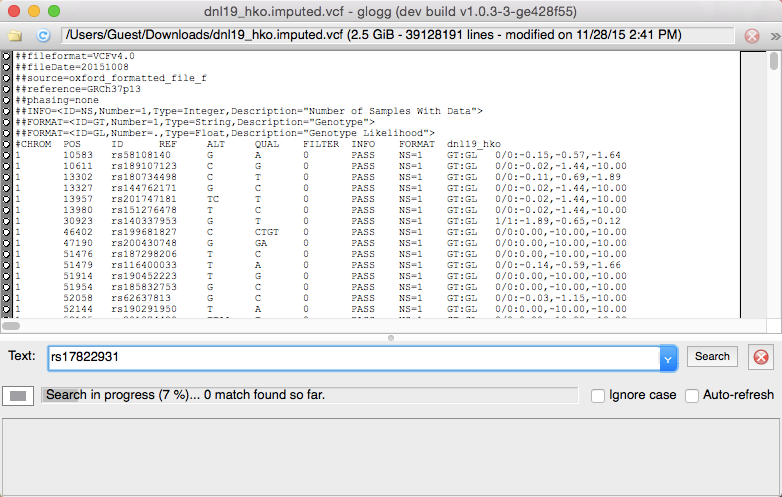 dnl19_hko.imputed.vcf - glogg (dev build v1.0.3-3-ge428f55)
/Users/Guest/Downloads/dnl19_hko.imputed.vcf (2.5 GiB - 39128191 lines - modified on 11/28/15 2:41 PM)
##fileformat=VCFv4.0
##fileDate=20151008
##source=oxford_formatted_file_f
##reference=GRCh37p13
##phasing=none
##INFO=<ID=NS,Number=1,Type=Integer,Description="Number of Samples With Data">
##FORMAT=<ID=GT,Number=1,Type=String,Description="Genotype">
##FORMAT=<ID=GL,Number=.,Type=Float,Description="Genotype Likelihood">
#CHROM POS ID REF ALT QUAL FILTER INFO FORMAT dnll9_hko
1 10583 rs58108140 G A 0 PASS NS=1 GT:GL 0/0:-0.15,-0.57,-1.64
1 10611 rs189107123 C G 0 PASS NS=1 GT:GL 0/0:-0.02,-1.44,-10.00
1 13302 rs180734498 C T 0 PASS NS=1 GT:GL 0/0:-0.11,-0.69,-1.89
1 13327 rs144762171 G C 0 PASS NS=1 GT:GL 0/0:-0.02,-1.44,-10.00
1 13957 rs201747181 TC T 0 PASS NS=1 GT:GL 0/0:-0.02,-1.44,-10.00
1 13980 rs151276478 T C 0 PASS NS=1 GT:GL 0/0:-0.02,-1.44,-10.00
1 30923 rs140337953 G T 0 PASS NS=1 GT:GL 1/1:-1.89,-0.65,-0.12
1 46402 rs199681827 C CTGT 0 PASS NS=1 GT:GL 0/0:0.00,-10.00,-10.00
1 47190 rs200430748 G GA 0 PASS NS=1 GT:GL 0/0:0.00,-10.00,-10.00
1 51476 rs187298206 T C 0 PASS NS=1 GT:GL 0/0:0.00,-10.00,-10.00
1 51479 rs116400033 T A 0 PASS NS=1 GT:GL 0/0:-0.14,-0.59,-1.66
1 51914 rs190452223 T G 0 PASS NS=1 GT:GL 0/0:0.00,-10.00,-10.00
1 51954 rs185832753 G C 0 PASS NS=1 GT:GL 0/0:0.00,-10.00,-10.00
1 52058 rs62637813 G C 0 PASS NS=1 GT:GL 0/0:-0.03,-1.15,-10.00
1 52144 rs190291950 T A 0 PASS NS=1 GT:GL 0/0:0.00,-10.00,-10.00
Text: rs17822931 Search
Search in progress (7 %)... 0 match found so far. Ignore case Auto-refresh